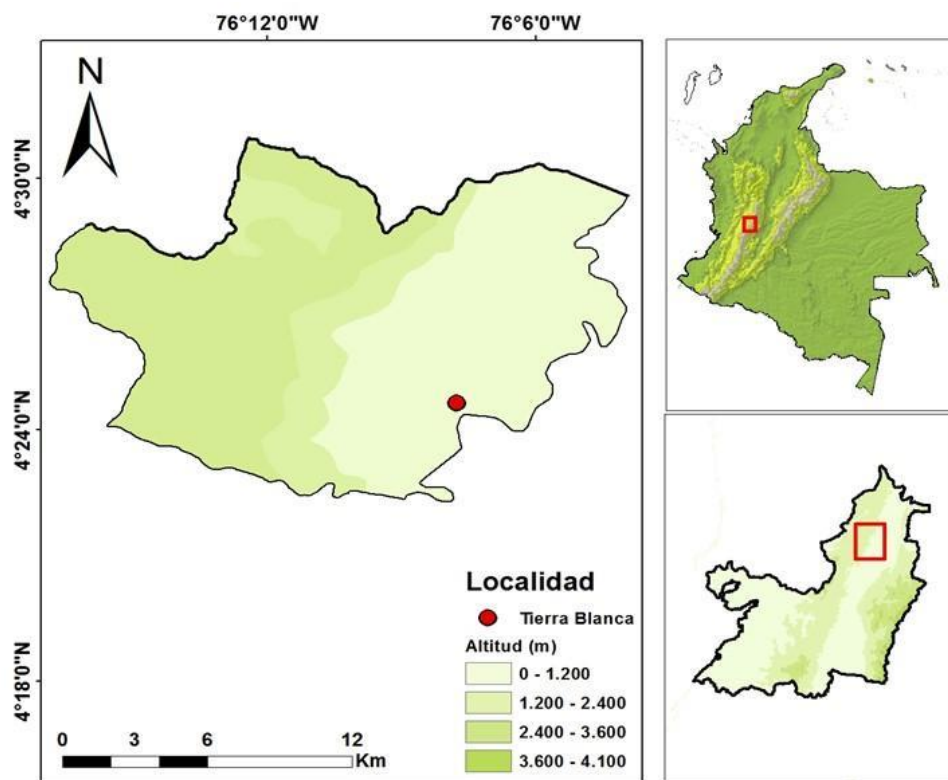 76°12'0"W 76°6'0"W
N
4°30'0"N
4°24'0"N
4°18'0"N
Localidad
Tierra Blanca
Altitud (m)
0 - 1.200
1.200 - 2.400
2.400 - 3.600
3.600 - 4.100
0 3 6 12
Km